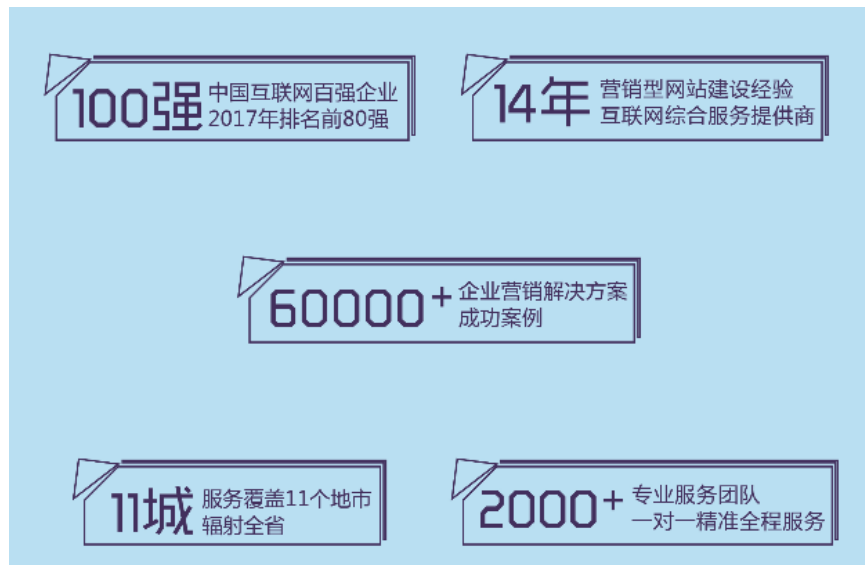 100强
中国互联网百强企业
2017年排名前80强
14年
营销型网站建设经验
互联网综合服务提供商
60000+
企业营销解决方案
成功案例
11城
服务覆盖11个地市
辐射全省
2000+
专业服务团队
一对一精准全程服务